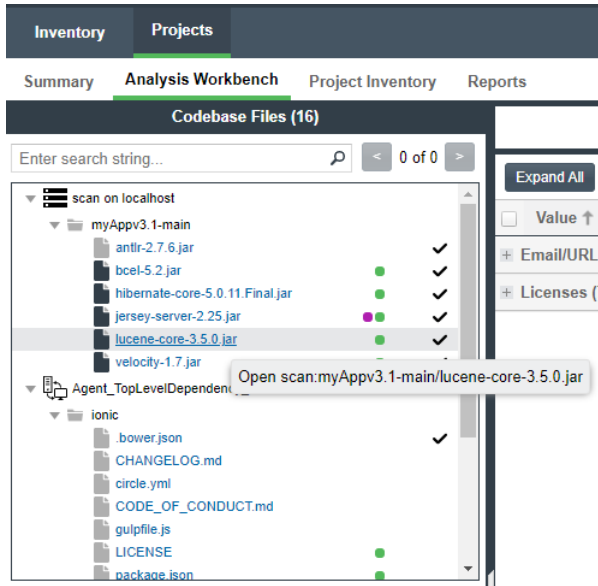 Inventory Projects
Summary Analysis Workbench Project Inventory Reports
Codebase Files (16)
Enter search string... < 0 of 0 >
Expand All
Value
Email/URL
Licenses (
scan on localhost
myAppv3.1-main
antlr-2.7.6.jar
bcel-5.2.jar
hibernate-core-5.0.11.Final.jar
jersey-server-2.25.jar
lucene-core-3.5.0.jar
velocity-1.7.jar
Open scan:myAppv3.1-main/lucene-core-3.5.0.jar
Agent_TopLevelDependen
ionic
.bower.json
CHANGELOG.md
circle.yml
CODE_OF_CONDUCT.md
gulpfile.js
LICENSE
package.json